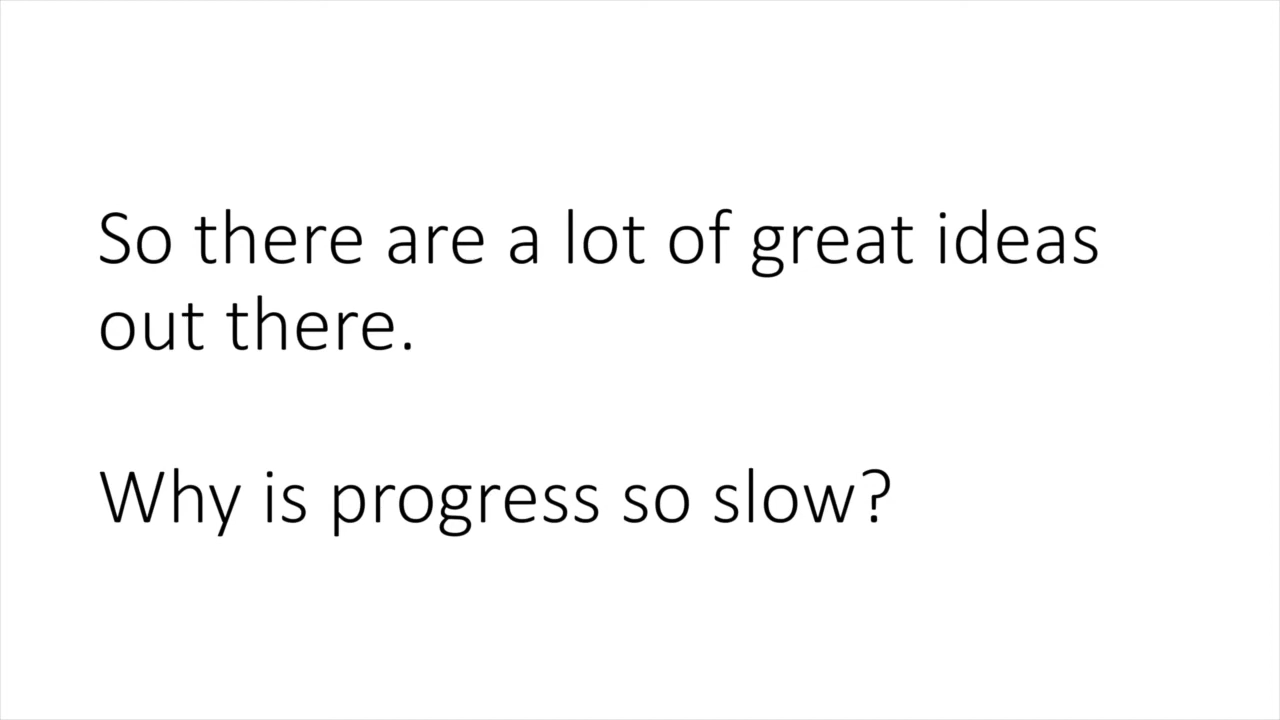 So there are a lot of great ideas
out there.
Why is progress so slow?